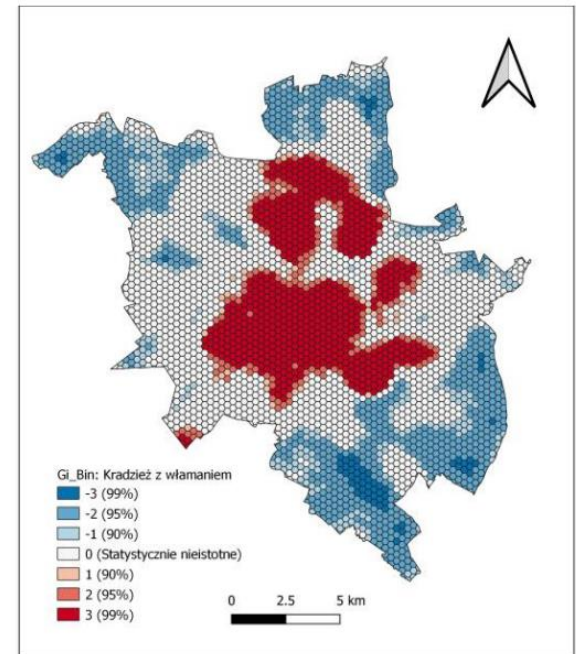 Gi_Bin: Kradzież z włamaniem
-3 (99%)
-2 (95%)
-1 (90%)
0 (Statystycznie nieistotne)
1 (90%)
2 (95%)
3 (99%)
0 2.5 5 km